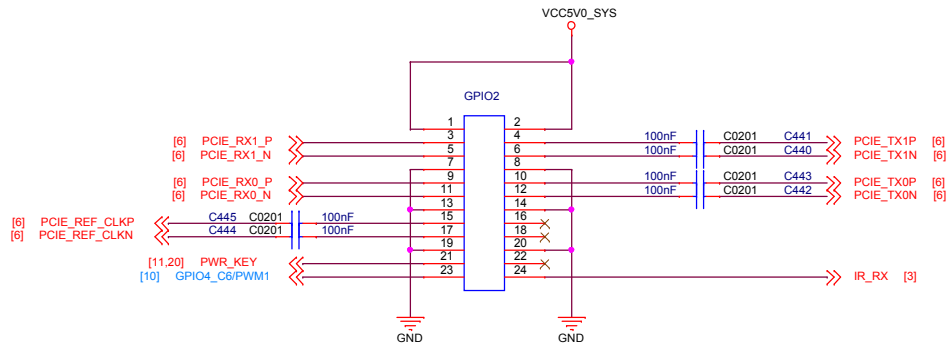 VCC5V0_SYS
GPIO2
1 2
[6] PCIE_RX1_P 3 4 100nF C0201 C441 PCIE_TX1P [6]
[6] PCIE_RX1_N 5 6 100nF C0201 C440 PCIE_TX1N [6]
7 8
[6] PCIE_RX0_P 9 10 100nF C0201 C443 PCIE_TX0P [6]
[6] PCIE_RX0_N 11 12 100nF C0201 C442 PCIE_TX0N [6]
13 14
[6] PCIE_REF_CLKP C445 C0201 100nF 15 16
[6] PCIE_REF_CLKN C444 C0201 100nF 17 18
19 20
[11,20] PWR_KEY 21 22
[10] GPIO4_C6/PWM1 23 24 IR_RX [3]
GND GND